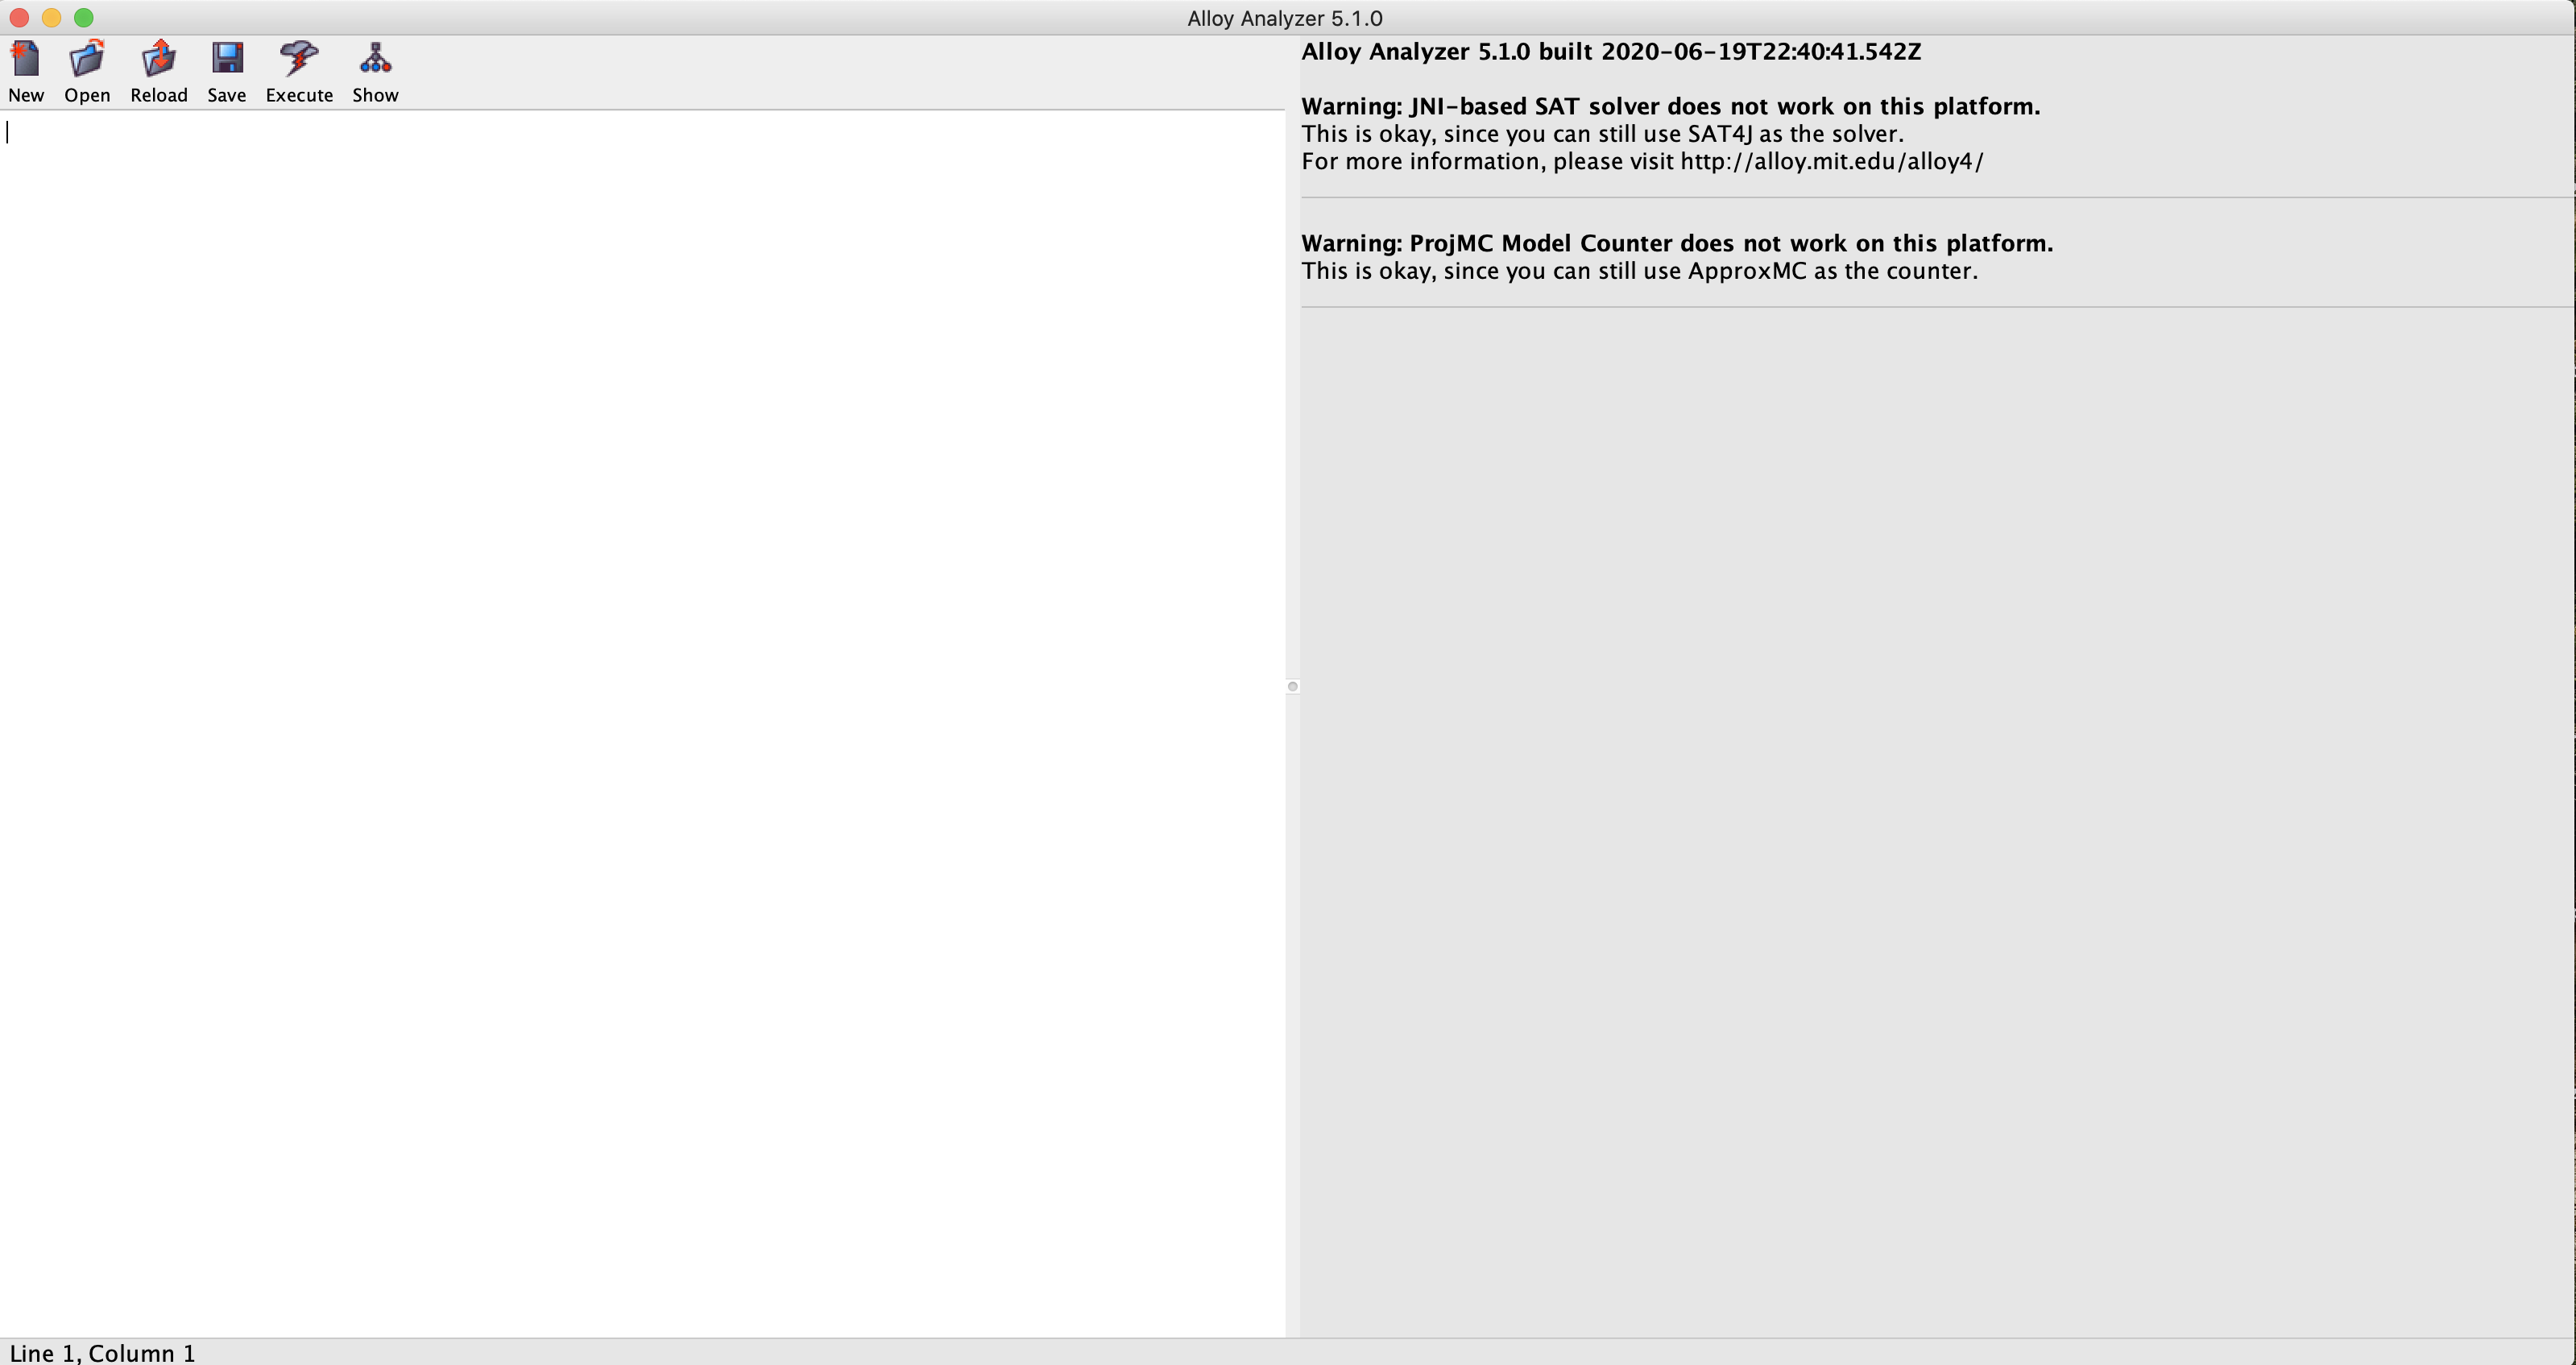 Alloy Analyzer 5.1.0
New Open Reload Save Execute Show
Alloy Analyzer 5.1.0 built 2020-06-19T22:40:41.542Z
Warning: JNI-based SAT solver does not work on this platform.
This is okay, since you can still use SAT4J as the solver.
For more information, please visit http://alloy.mit.edu/alloy4/
Warning: ProjMC Model Counter does not work on this platform.
This is okay, since you can still use ApproxMC as the counter.
Line 1, Column 1